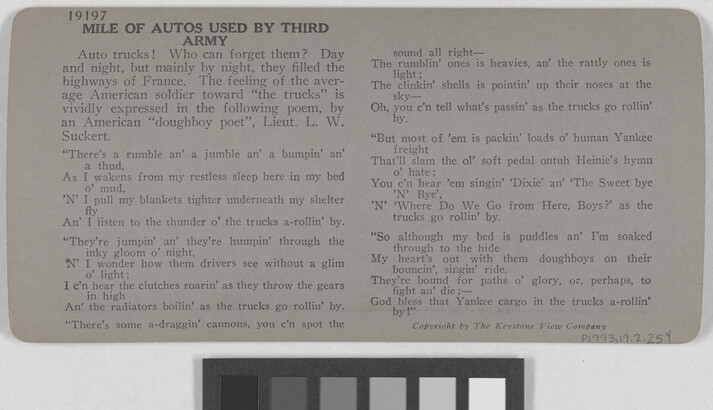 19197
MILE OF AUTOS USED BY THIRD
ARMY
Auto trucks! Who can forget them? Day
and night, but mainly by night, they filled the
highways of France. The feeling of the aver-
age American soldier toward "the trucks" is
vividly expressed in the following poem, by
an American "doughboy poet", Lieut. L. W.
Suckert.
"There's a rumble an' a jumble an' a bumpin' an'
a thud,
As I wakens from my restless sleep here in my bed
o' mud,
'N' I pull my blankets tighter underneath my shelter
fly
An' I listen to the thunder o' the trucks a-rollin' by.
"They're jumpin' an' they're humpin' through the
inky gloom o' night,
'N' I wonder how them drivers see without a glim
o' light;
I c'n hear the clutches roarin' as they throw the gears
in high
An' the radiators boilin' as the trucks go rollin' by.
"There's some a-draggin' cannons, you c'n spot the
sound all right—
The rumblin' ones is heavies, an' the rattly ones is
light;
The clinkin' shells is pointin' up their noses at the
sky—
Oh, you c'n tell what's passin' as the trucks go rollin'
by.
"But most of 'em is packin' loads o' human Yankee
freight
That'll slam the ol' soft pedal ontuh Heinie's hymn
o' hate;
You c'n hear 'em singin' 'Dixie' an' 'The Sweet bye
'N' Bye',
'N' 'Where Do We Go from Here, Boys?' as the
trucks go rollin' by.
"So although my bed is puddles an' I'm soaked
through to the hide
My heart's out with them doughboys on their
bouncin', singin' ride.
They're bound for paths o' glory, or, perhaps, to
fight an' die;—
God bless that Yankee cargo in the trucks a-rollin'
by!"
Copyright by The Keystone View Company
P1993.19.2.254